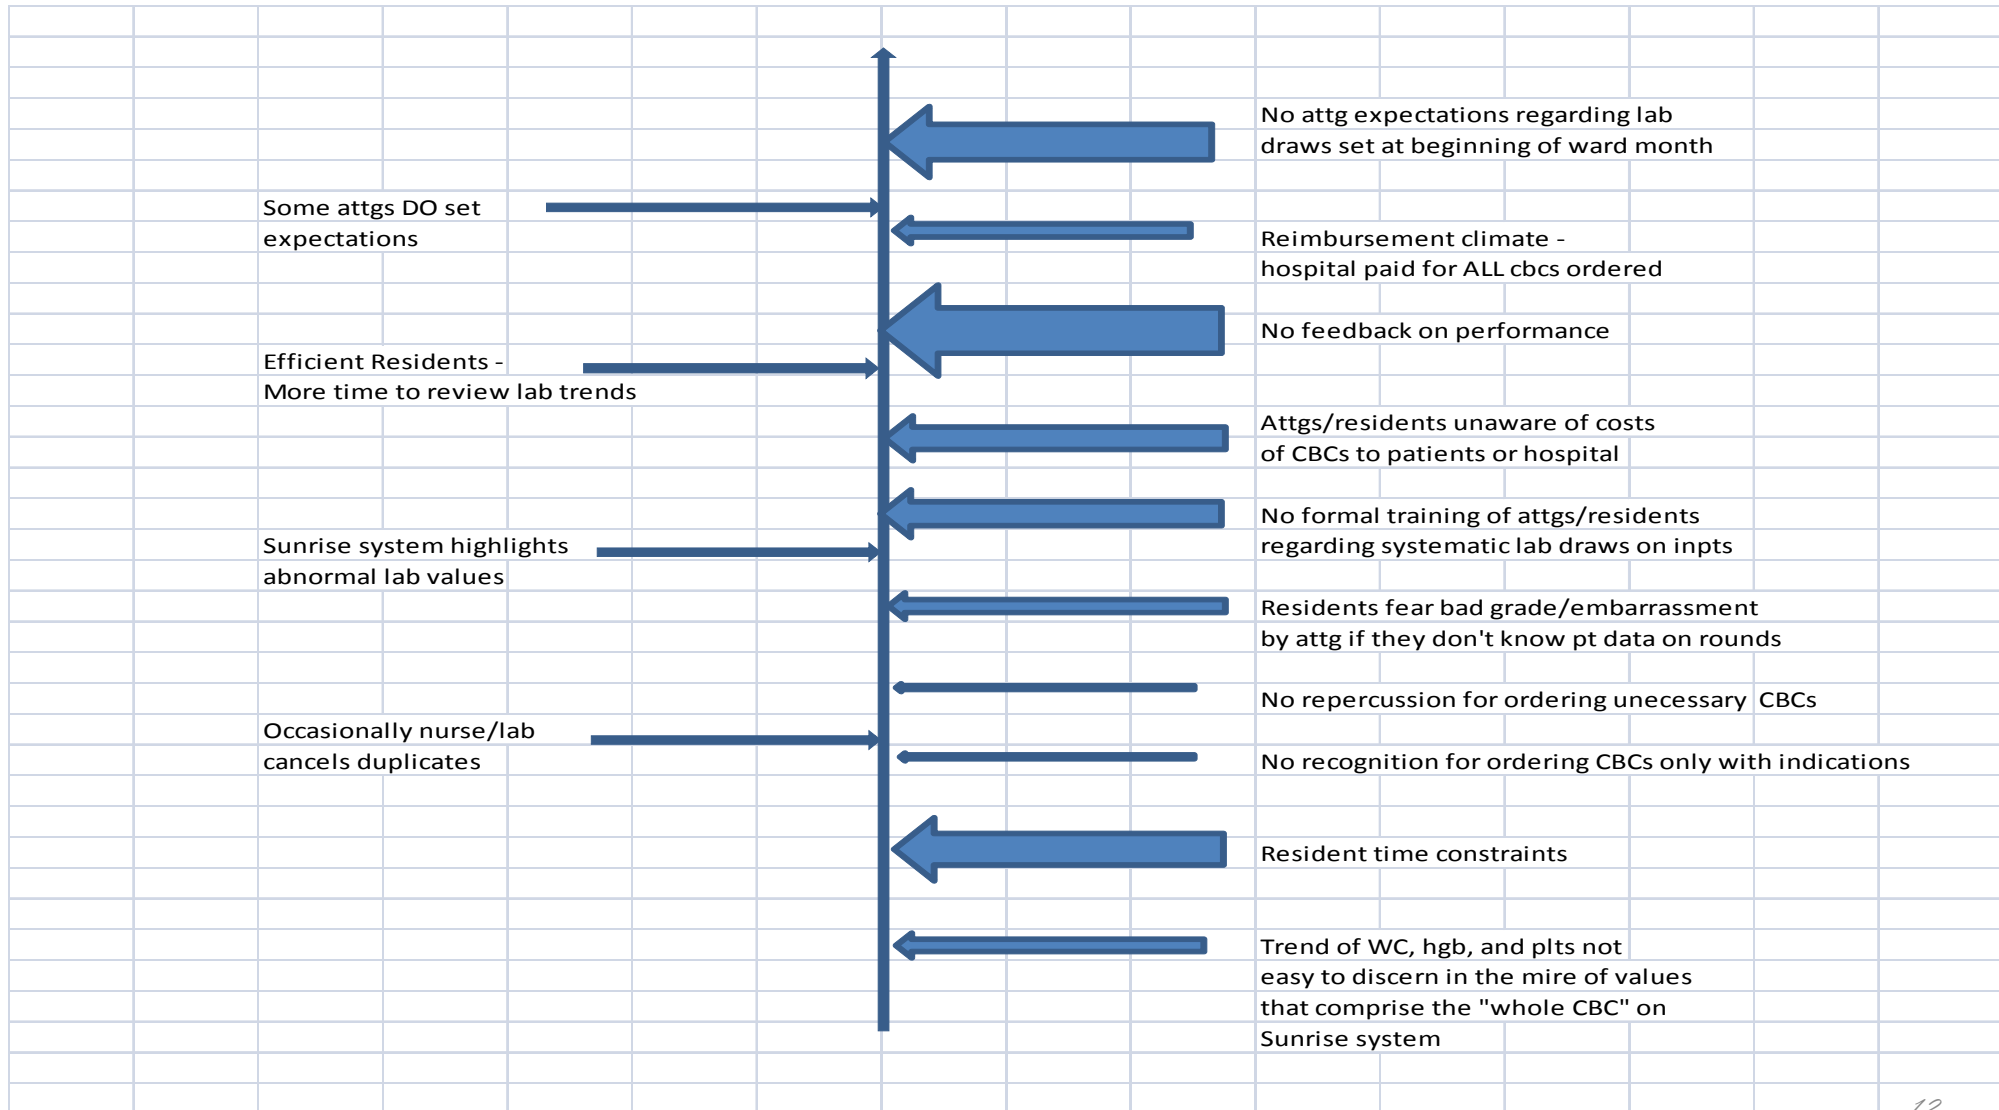 No attg expectations regarding lab
draws set at beginning of ward month
Some attgs DO set
expectations
Reimbursement climate -
hospital paid for ALL cbcs ordered
No feedback on performance
Efficient Residents -
More time to review lab trends
Attgs/residents unaware of costs
of CBCs to patients or hospital
No formal training of attgs/residents
regarding systematic lab draws on inpts
Sunrise system highlights
abnormal lab values
Residents fear bad grade/embarrassment
by attg if they don't know pt data on rounds
No repercussion for ordering unecessary  CBCs
Occasionally nurse/lab
cancels duplicates
No recognition for ordering CBCs only with indications
Resident time constraints
Trend of WC, hgb, and plts not
easy to discern in the mire of values
that comprise the "whole CBC" on
Sunrise system